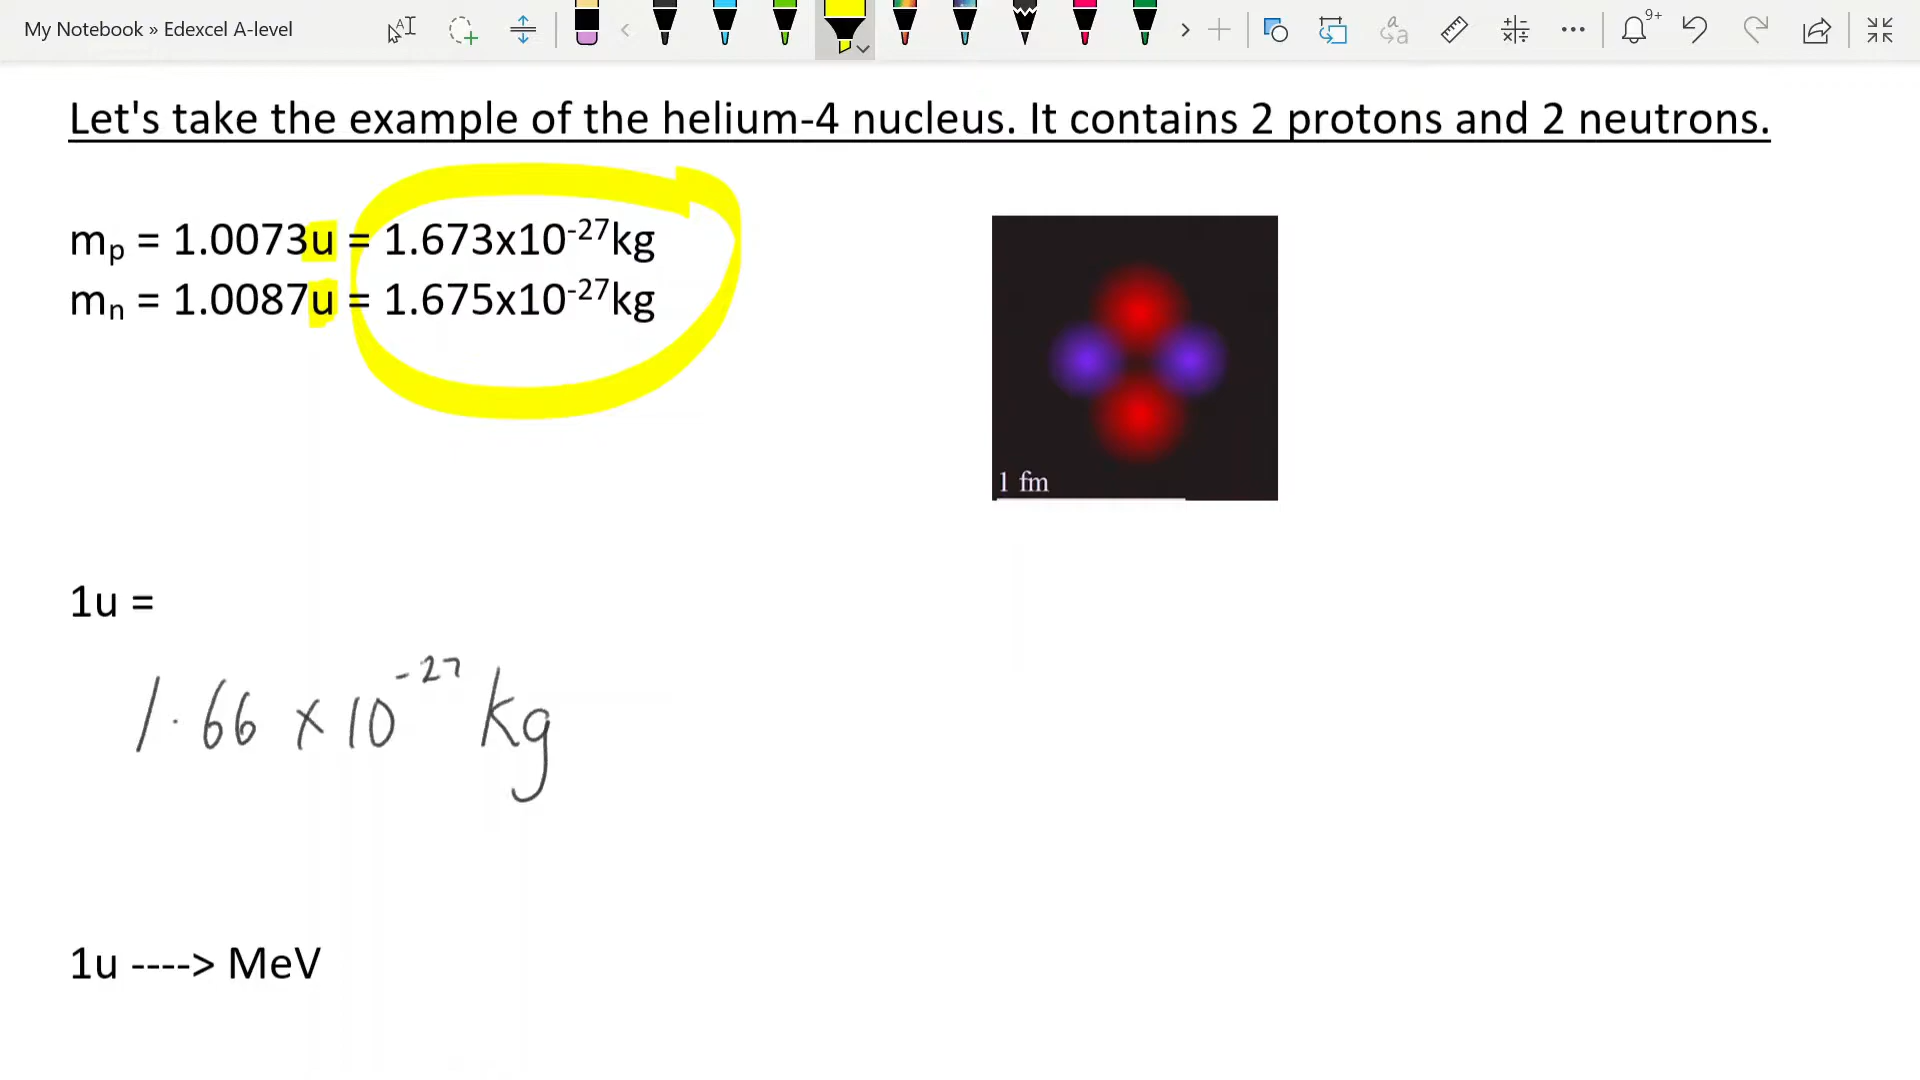 My Notebook » Edexcel A-level
9+
Let's take the example of the helium-4 nucleus. It contains 2 protons and 2 neutrons.
mₚ = 1.0073u = 1.673x10⁻²⁷kg
mₙ = 1.0087u = 1.675x10⁻²⁷kg
1 fm
1u =
1.66 × 10⁻²⁷ kg
1u ----> MeV